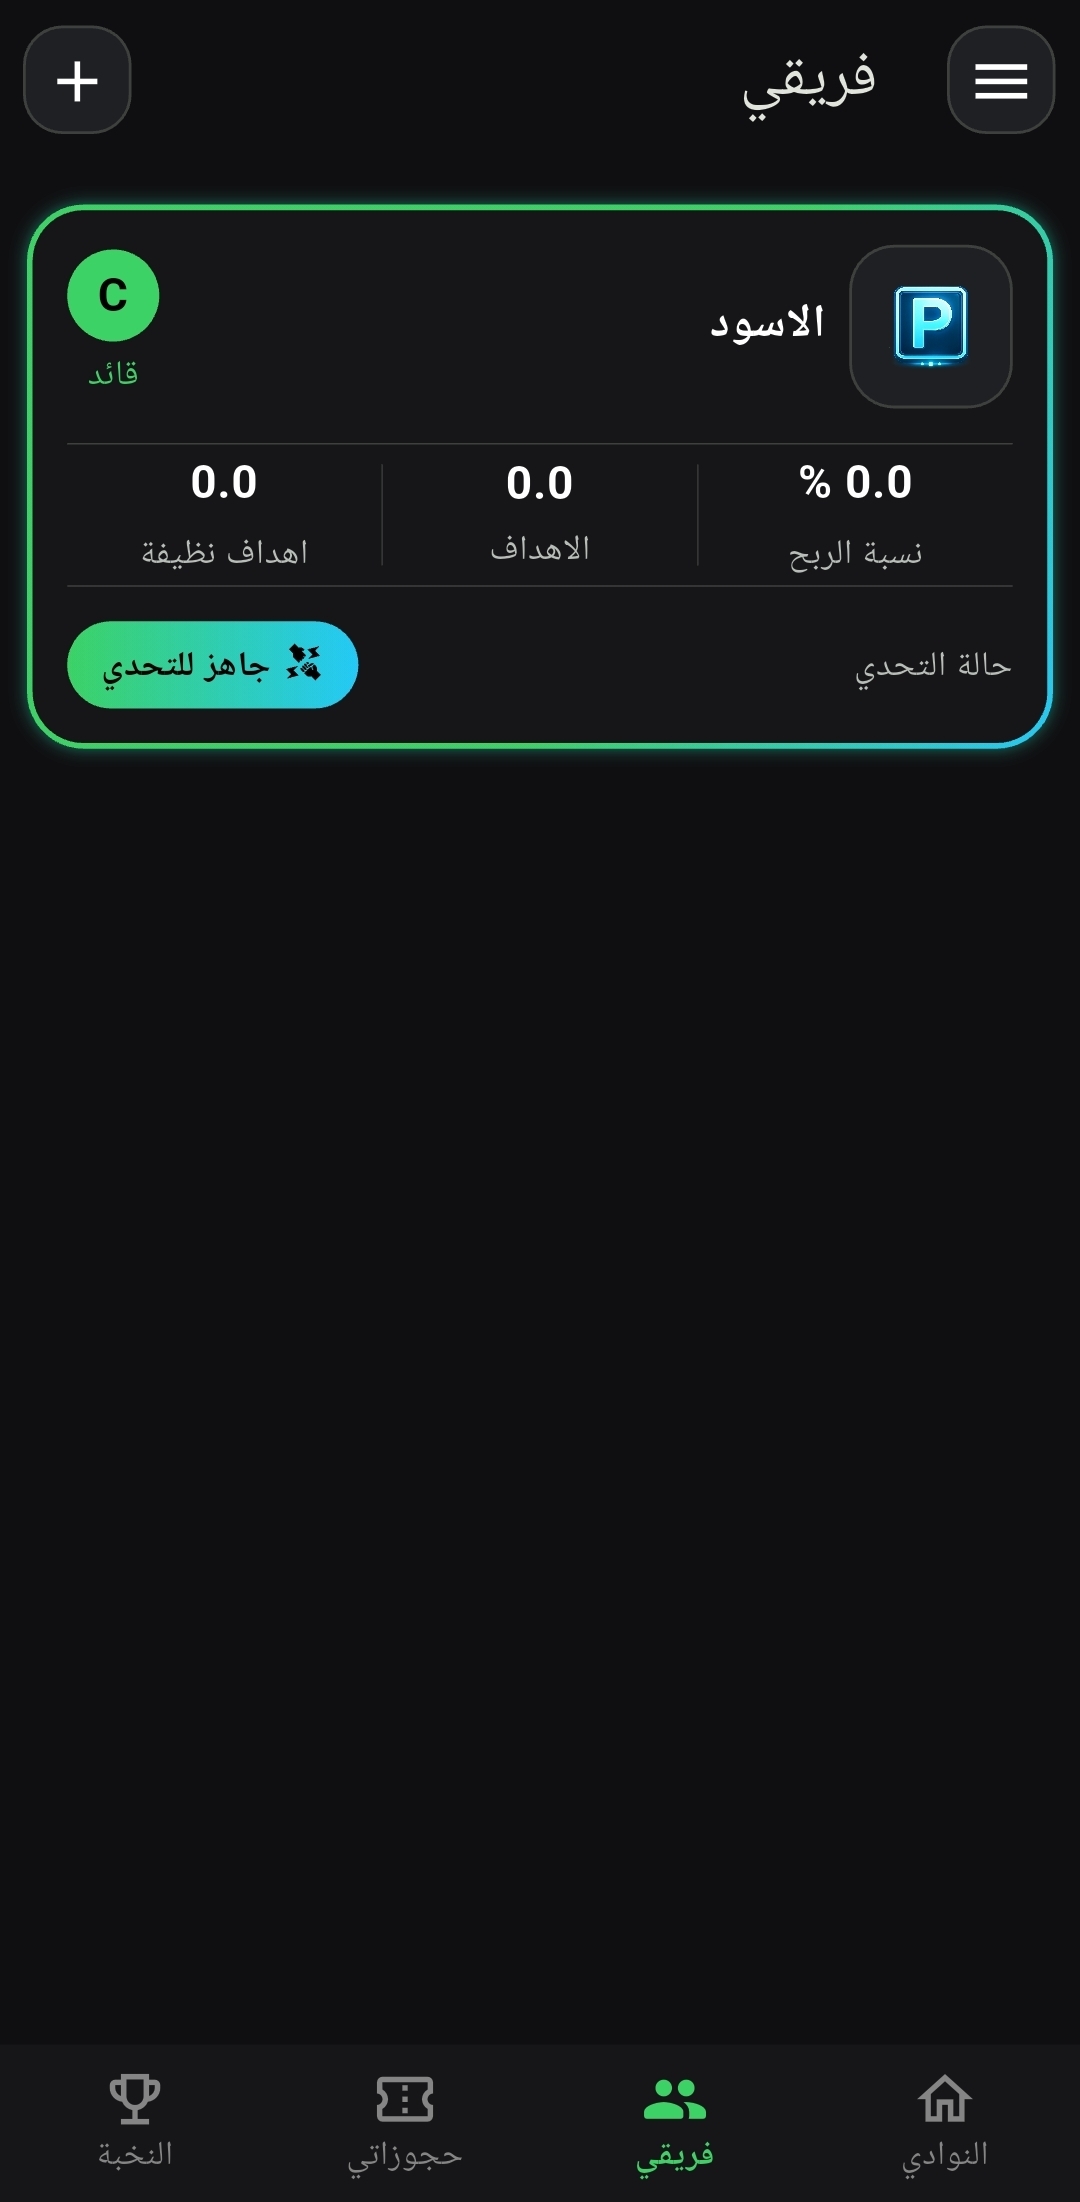 فريقي
P
الاسود
C
قائد
0.0 %
نسبة الربح
0.0
الاهداف
0.0
اهداف نظيفة
حالة التحدي
جاهز للتحدي
النوادي
فريقي
حجوزاتي
النخبة